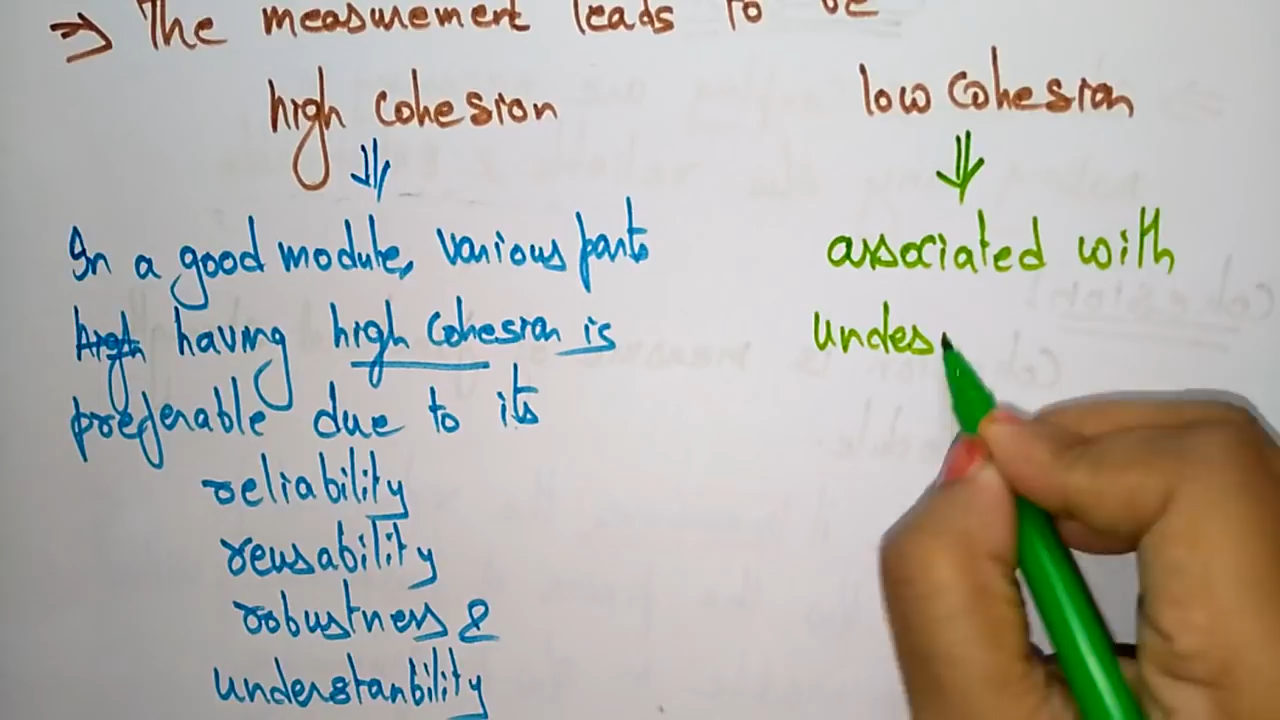 ⇒ The measurement leads to be
high cohesion
⇓
In a good module, various parts
high having high cohesion is
preferable due to its
reliability
reusability
robustness &
understanbility
low cohesion
⇓
associated with
undes